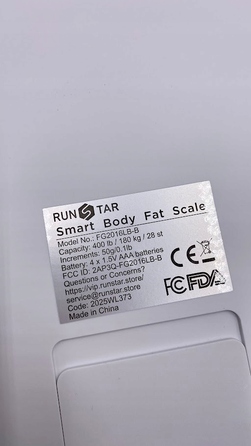 RUNSTAR
Smart Body Fat Scale
Model No.: FG2016LB-B
Capacity: 400 lb / 180 kg / 28 st
Increments: 50g/0.1lb
Battery: 4 x 1.5V AAA batteries
FCC ID: 2AP3Q-FG2016LB-B
Questions or Concerns?
https://vip.runstar.store/
service@runstar.store
Code: 2025WL373
Made in China
CE
FC FDA